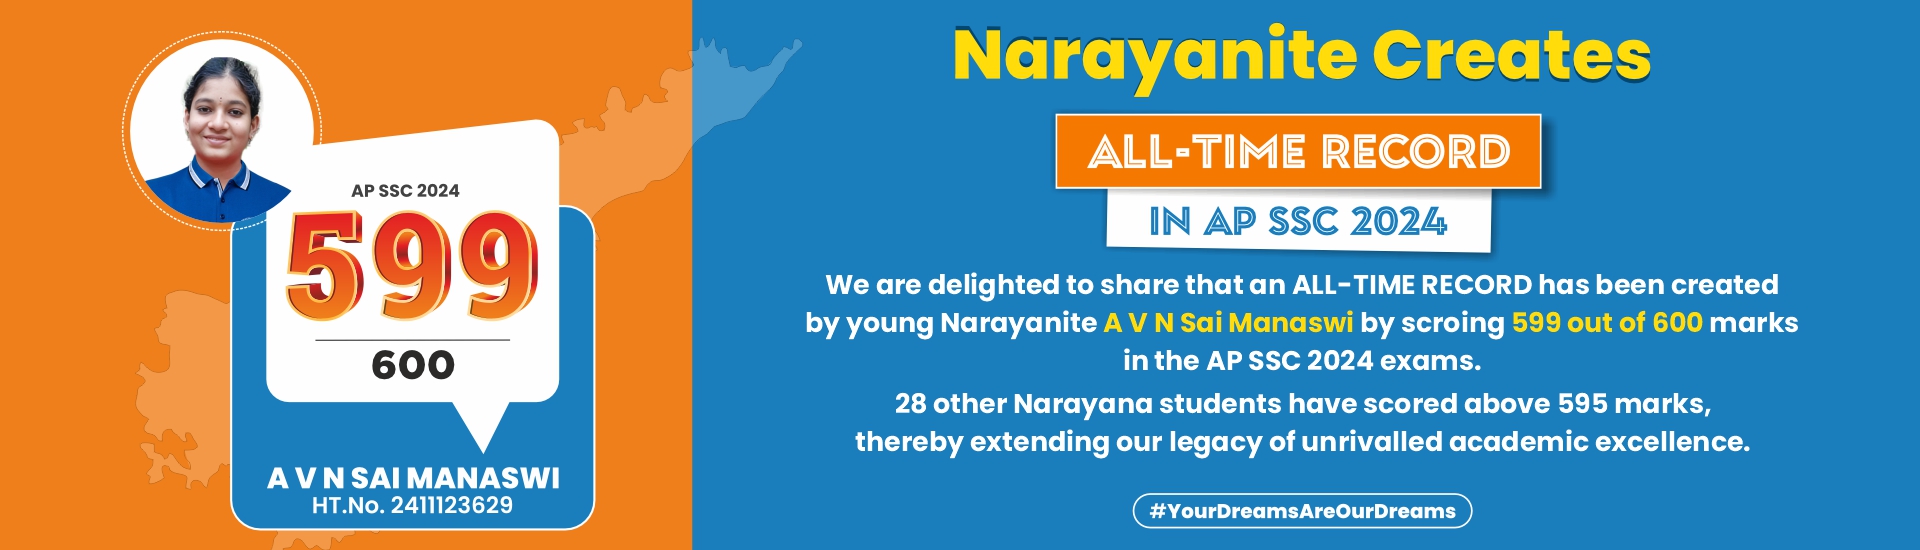 AP SSC 2024
599
600
A V N SAI MANASWI
HT.No. 2411123629
Narayanite Creates
ALL-TIME RECORD
IN AP SSC 2024
We are delighted to share that an ALL-TIME RECORD has been created
by young Narayanite A V N Sai Manaswi by scroing 599 out of 600 marks
in the AP SSC 2024 exams.
28 other Narayana students have scored above 595 marks,
thereby extending our legacy of unrivalled academic excellence.
#YourDreamsAreOurDreams